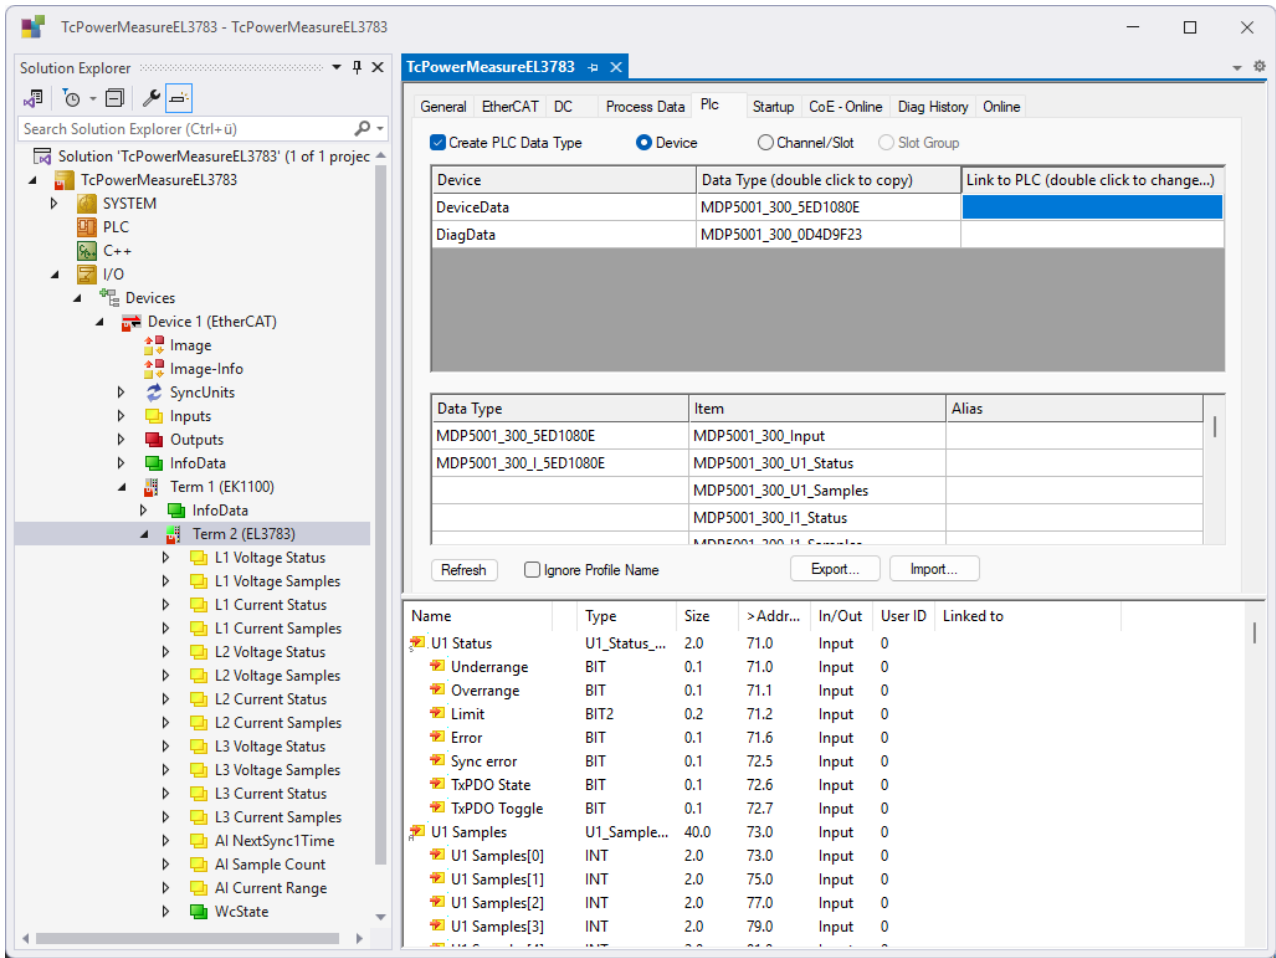 TcPowerMeasureEL3783 - TcPowerMeasureEL3783
Solution Explorer
Search Solution Explorer (Ctrl+ü)
Solution 'TcPowerMeasureEL3783' (1 of 1 projec
TcPowerMeasureEL3783
SYSTEM
PLC
C++
I/O
Devices
Device 1 (EtherCAT)
Image
Image-Info
SyncUnits
Inputs
Outputs
InfoData
Term 1 (EK1100)
InfoData
Term 2 (EL3783)
L1 Voltage Status
L1 Voltage Samples
L1 Current Status
L1 Current Samples
L2 Voltage Status
L2 Voltage Samples
L2 Current Status
L2 Current Samples
L3 Voltage Status
L3 Voltage Samples
L3 Current Status
L3 Current Samples
AI NextSync1Time
AI Sample Count
AI Current Range
WcState
TcPowerMeasureEL3783
General EtherCAT DC Process Data Plc Startup CoE - Online Diag History Online
Create PLC Data Type Device Channel/Slot Slot Group
Device Data Type (double click to copy) Link to PLC (double click to change...)
DeviceData MDP5001_300_5ED1080E
DiagData MDP5001_300_0D4D9F23
Data Type Item Alias
MDP5001_300_5ED1080E MDP5001_300_Input
MDP5001_300_I_5ED1080E MDP5001_300_U1_Status
MDP5001_300_U1_Samples
MDP5001_300_I1_Status
Refresh Ignore Profile Name Export... Import...
Name Type Size >Addr... In/Out User ID Linked to
U1 Status U1_Status_... 2.0 71.0 Input 0
Underrange BIT 0.1 71.0 Input 0
Overrange BIT 0.1 71.1 Input 0
Limit BIT2 0.2 71.2 Input 0
Error BIT 0.1 71.6 Input 0
Sync error BIT 0.1 72.5 Input 0
TxPDO State BIT 0.1 72.6 Input 0
TxPDO Toggle BIT 0.1 72.7 Input 0
U1 Samples U1_Sample... 40.0 73.0 Input 0
U1 Samples[0] INT 2.0 73.0 Input 0
U1 Samples[1] INT 2.0 75.0 Input 0
U1 Samples[2] INT 2.0 77.0 Input 0
U1 Samples[3] INT 2.0 79.0 Input 0